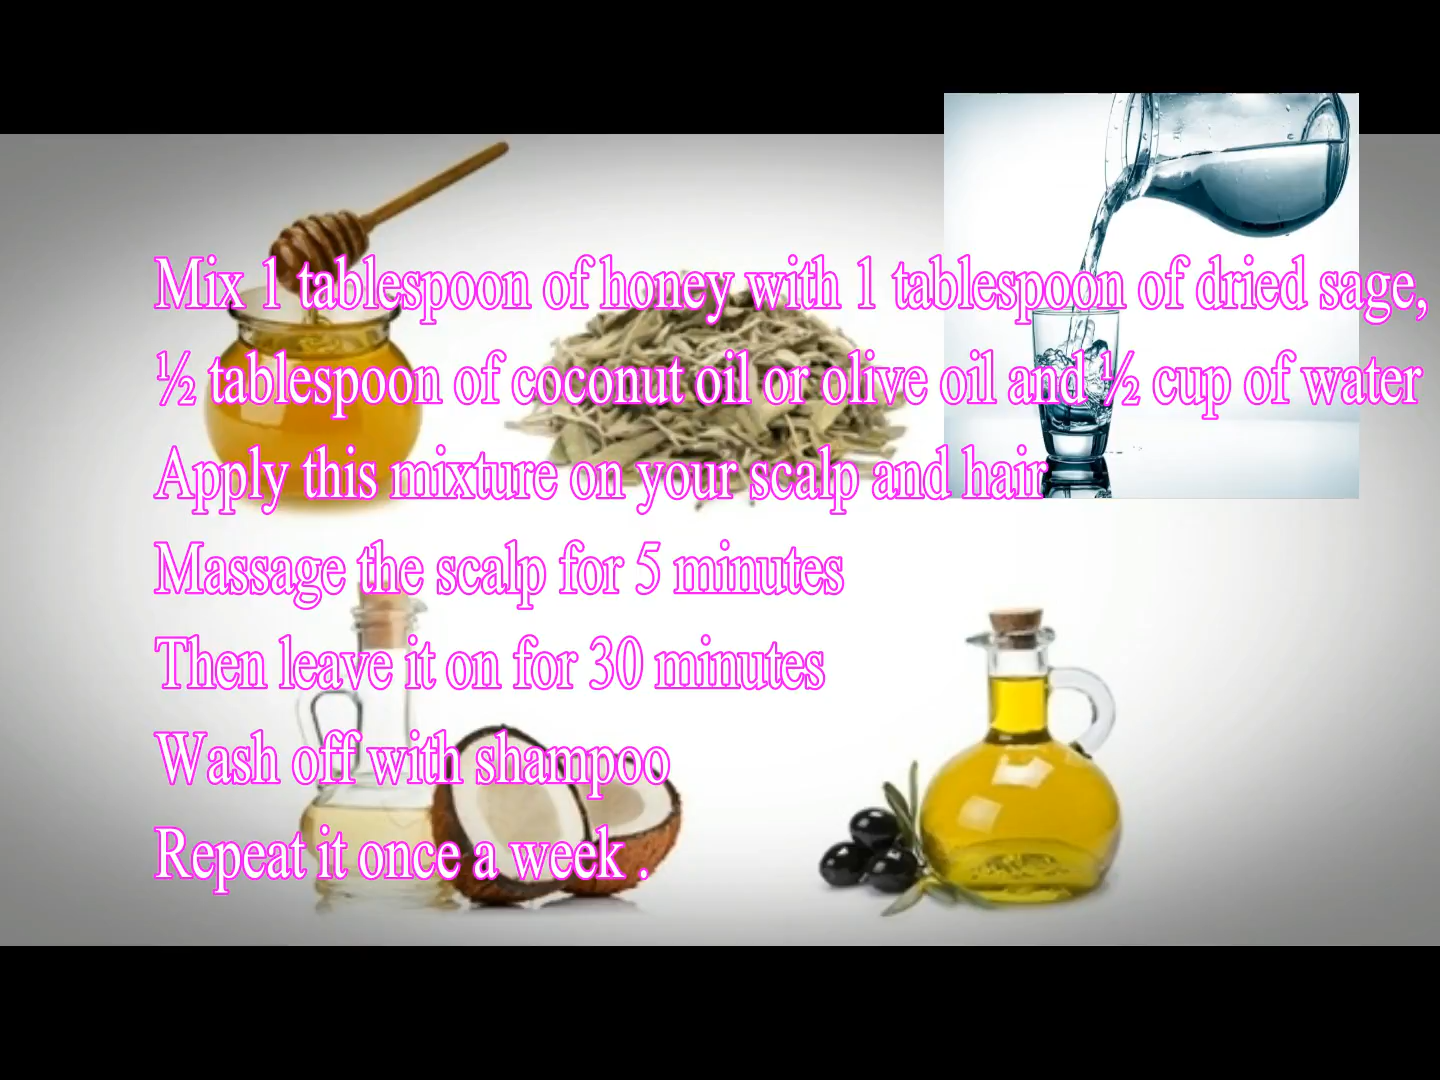 Mix 1 tablespoon of honey with 1 tablespoon of dried sage,
½ tablespoon of coconut oil or olive oil and ½ cup of water
Apply this mixture on your scalp and hair
Massage the scalp for 5 minutes
Then leave it on for 30 minutes
Wash off with shampoo
Repeat it once a week .